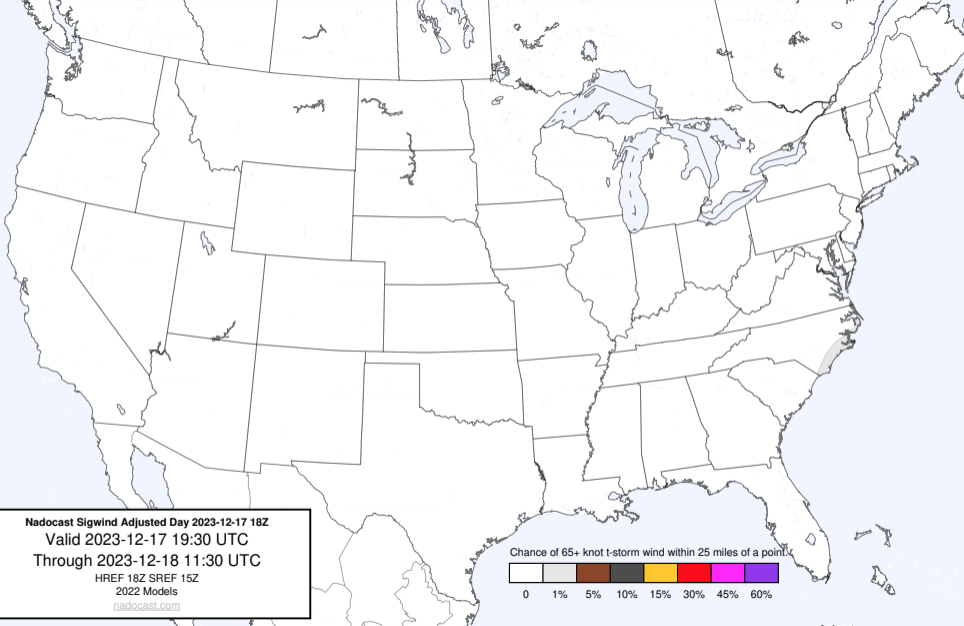 Nadocast Sigwind Adjusted Day 2023-12-17 18Z
Valid 2023-12-17 19:30 UTC
Through 2023-12-18 11:30 UTC
HREF 18Z SREF 15Z
2022 Models
nadocast.com
Chance of 65+ knot t-storm wind within 25 miles of a point.
0 1% 5% 10% 15% 30% 45% 60%